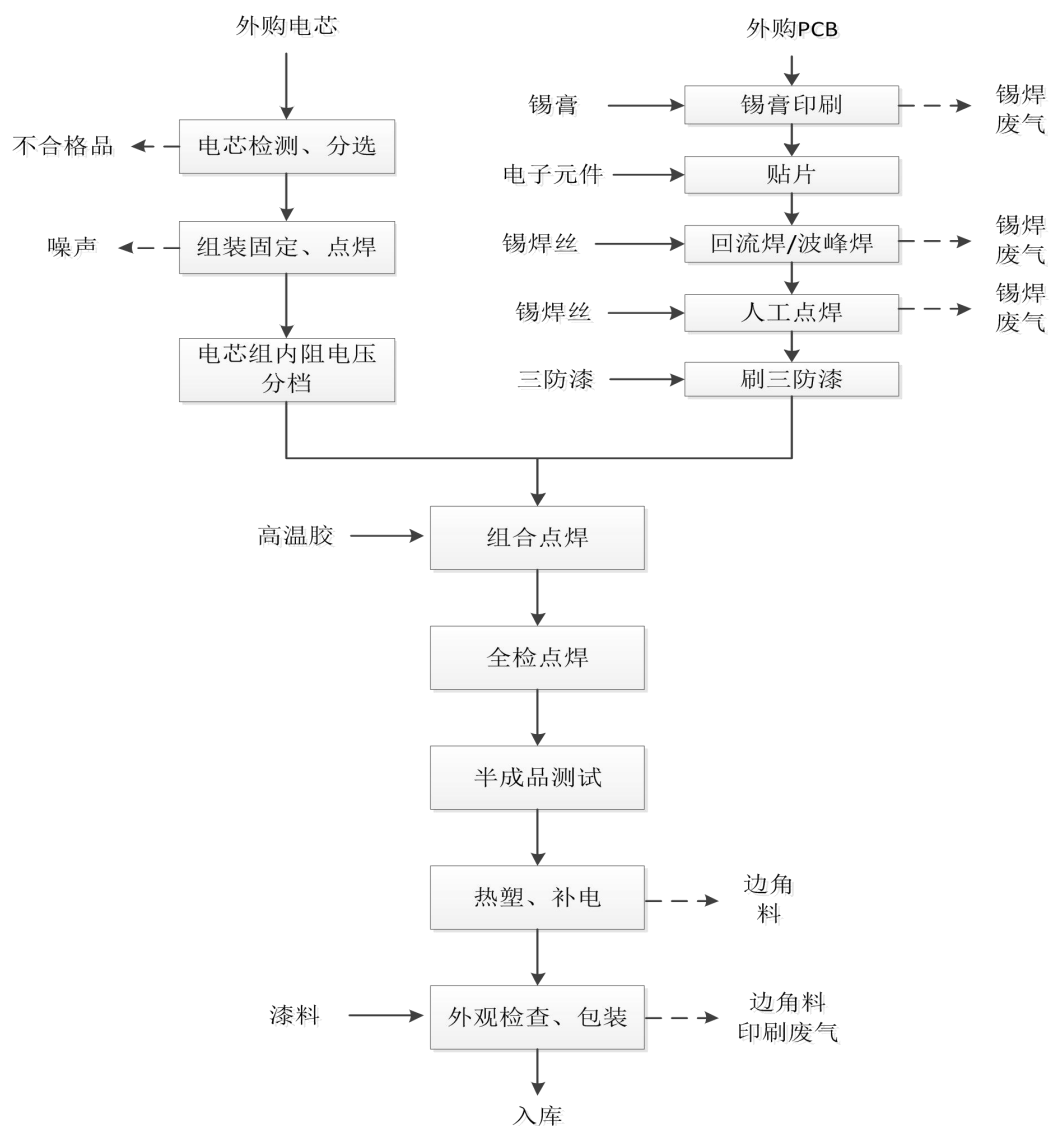 外购电芯
外购PCB
锡膏
锡膏印刷
锡焊
废气
不合格品
电芯检测、分选
电子元件
贴片
噪声
组装固定、点焊
锡焊丝
回流焊/波峰焊
锡焊
废气
锡焊丝
人工点焊
锡焊
废气
电芯组内阻电压
分档
三防漆
刷三防漆
高温胶
组合点焊
全检点焊
半成品测试
热塑、补电
边角
料
漆料
外观检查、包装
边角料
印刷废气
入库